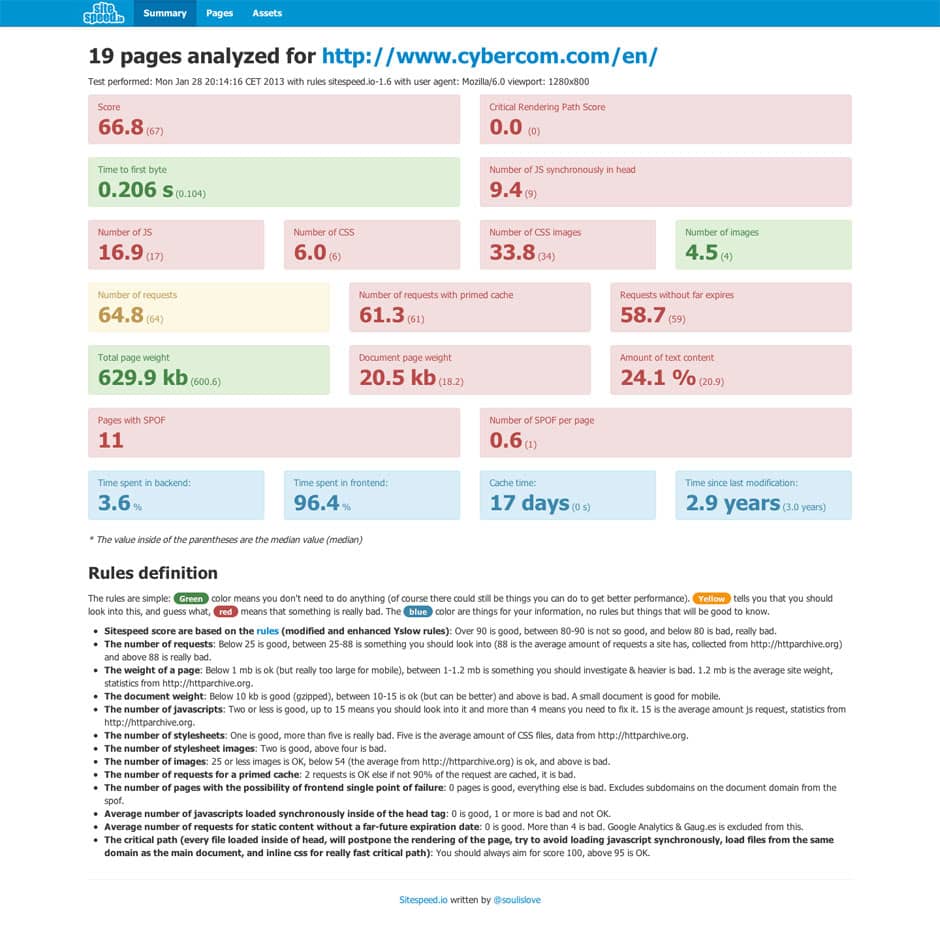 site speed.io Summary Pages Assets
19 pages analyzed for http://www.cybercom.com/en/
Test performed: Mon Jan 28 20:14:16 CET 2013 with rules sitespeed.io-1.6 with user agent: Mozilla/6.0 viewport: 1280x800
Score
66.8 (67)
Critical Rendering Path Score
0.0 (0)
Time to first byte
0.206 s (0.104)
Number of JS synchronously in head
9.4 (9)
Number of JS
16.9 (17)
Number of CSS
6.0 (6)
Number of CSS images
33.8 (34)
Number of images
4.5 (4)
Number of requests
64.8 (64)
Number of requests with primed cache
61.3 (61)
Requests without far expires
58.7 (59)
Total page weight
629.9 kb (600.6)
Document page weight
20.5 kb (18.2)
Amount of text content
24.1 % (20.9)
Pages with SPOF
11
Number of SPOF per page
0.6 (1)
Time spent in backend:
3.6 %
Time spent in frontend:
96.4 %
Cache time:
17 days (0 s)
Time since last modification:
2.9 years (3.0 years)
* The value inside of the parentheses are the median value (median)
Rules definition
The rules are simple: Green color means you don't need to do anything (of course there could still be things you can do to get better performance). Yellow tells you that you should
look into this, and guess what, red means that something is really bad. The blue color are things for your information, no rules but things that will be good to know.
• Sitespeed score are based on the rules (modified and enhanced Yslow rules): Over 90 is good, between 80-90 is not so good, and below 80 is bad, really bad.
• The number of requests: Below 25 is good, between 25-88 is something you should look into (88 is the average amount of requests a site has, collected from http://httparchive.org)
and above 88 is really bad.
• The weight of a page: Below 1 mb is ok (but really too large for mobile), between 1-1.2 mb is something you should investigate & heavier is bad. 1.2 mb is the average site weight,
statistics from http://httparchive.org.
• The document weight: Below 10 kb is good (gzipped), between 10-15 is ok (but can be better) and above is bad. A small document is good for mobile.
• The number of javascripts: Two or less is good, up to 15 means you should look into it and more than 4 means you need to fix it. 15 is the average amount js request, statistics from
http://httparchive.org.
• The number of stylesheets: One is good, more than five is really bad. Five is the average amount of CSS files, data from http://httparchive.org.
• The number of stylesheet images: Two is good, above four is bad.
• The number of images: 25 or less images is OK, below 54 (the average from http://httparchive.org) is ok, and above is bad.
• The number of requests for a primed cache: 2 requests is OK else if not 90% of the request are cached, it is bad.
• The number of pages with the possibility of frontend single point of failure: 0 pages is good, everything else is bad. Excludes subdomains on the document domain from the
spof.
• Average number of javascripts loaded synchronously inside of the head tag: 0 is good, 1 or more is bad and not OK.
• Average number of requests for static content without a far-future expiration date: 0 is good. More than 4 is bad. Google Analytics & Gaug.es is excluded from this.
• The critical path (every file loaded inside of head, will postpone the rendering of the page, try to avoid loading javascript synchronously, load files from the same
domain as the main document, and inline css for really fast critical path): You should always aim for score 100, above 95 is OK.
Sitespeed.io written by @soulislove